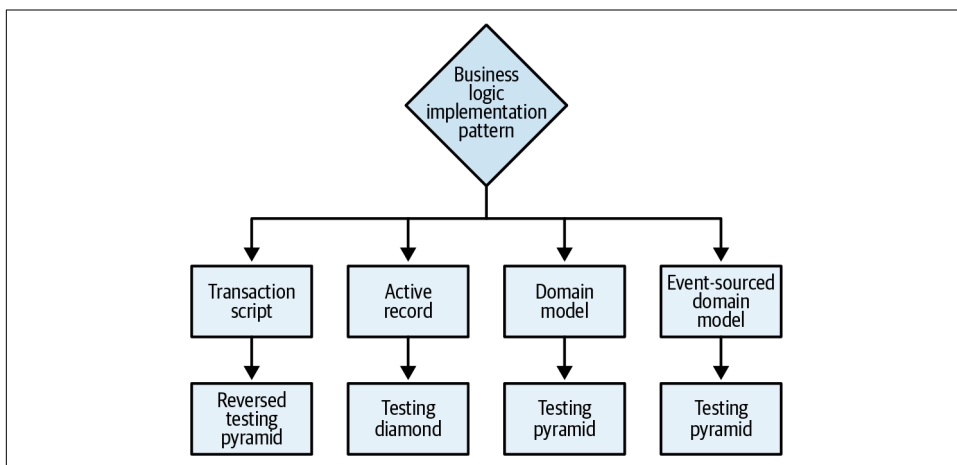 Business
logic
implementation
pattern
Transaction
script
Active
record
Domain
model
Event-sourced
domain
model
Reversed
testing
pyramid
Testing
diamond
Testing
pyramid
Testing
pyramid